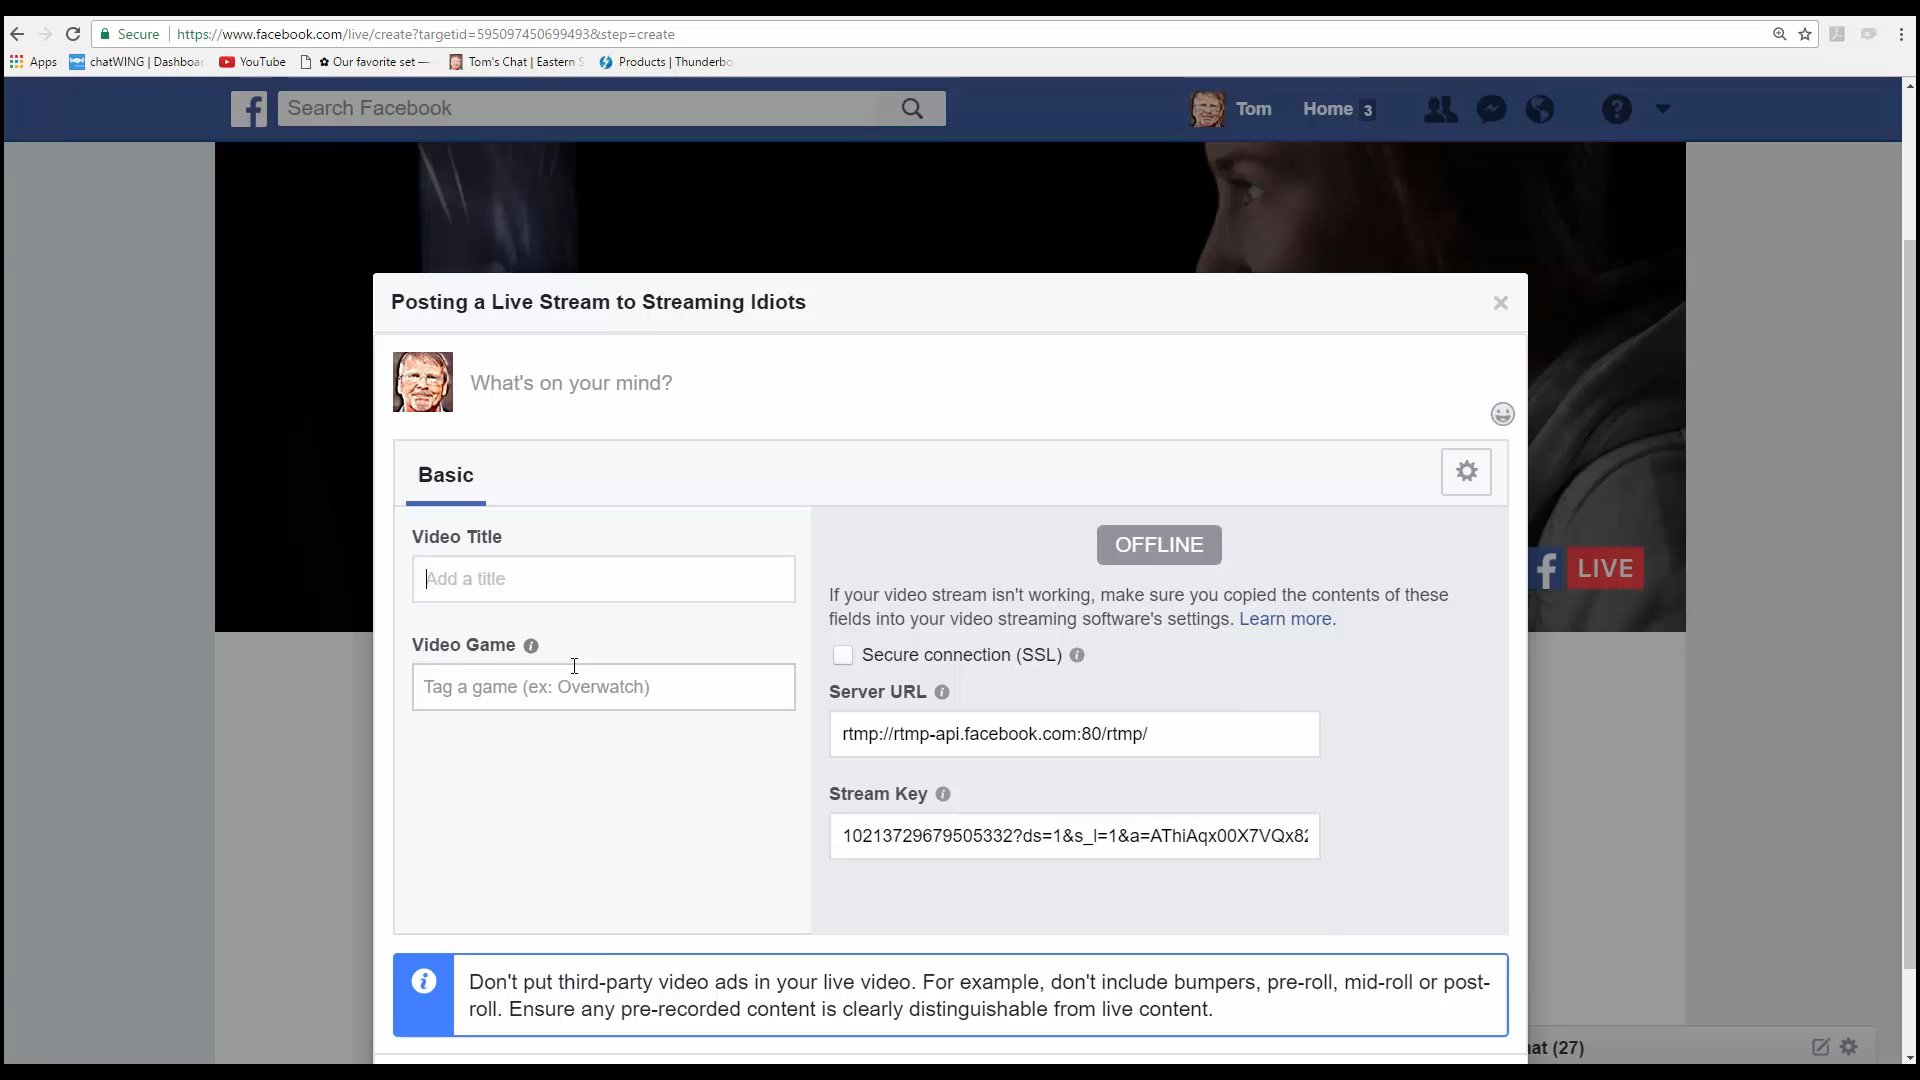 Secure https://www.facebook.com/live/create?targetid=595097450699493&step=create
Apps chatWING | Dashboar YouTube ✿ Our favorite set — Tom's Chat | Eastern S Products | Thunderbo
Search Facebook Tom Home 3
Posting a Live Stream to Streaming Idiots
What's on your mind?
Basic
Video Title
Add a title
Video Game
Tag a game (ex: Overwatch)
OFFLINE
If your video stream isn't working, make sure you copied the contents of these
fields into your video streaming software's settings. Learn more.
Secure connection (SSL)
Server URL
rtmp://rtmp-api.facebook.com:80/rtmp/
Stream Key
10213729679505332?ds=1&s_l=1&a=AThiAqx00X7VQx82
LIVE
Don't put third-party video ads in your live video. For example, don't include bumpers, pre-roll, mid-roll or post-
roll. Ensure any pre-recorded content is clearly distinguishable from live content.
hat (27)